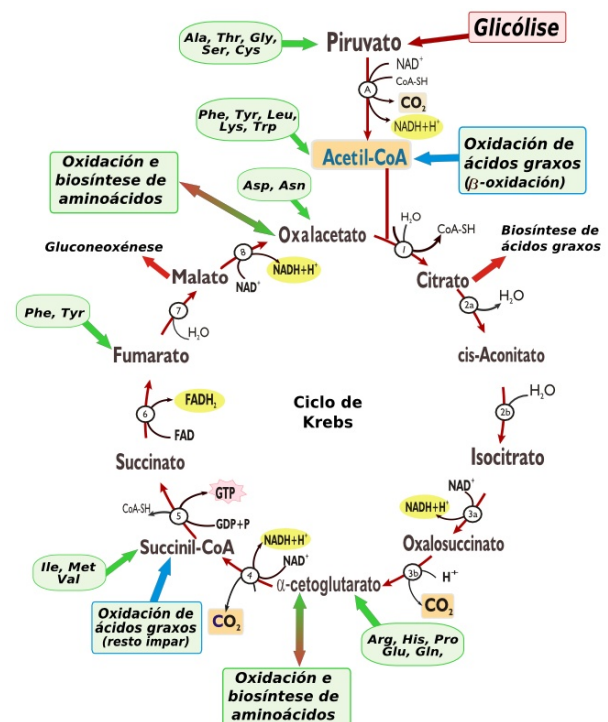 Ala, Thr, Gly,
Ser, Cys
Piruvato
Glicólise
NAD⁺
CoA-SH
A
CO₂
NADH+H⁺
Phe, Tyr, Leu,
Lys, Trp
Acetil-CoA
Oxidación de
ácidos graxos
(β-oxidación)
Oxidación e
biosíntese de
aminoácidos
Asp, Asn
Oxalacetato
H₂O
CoA-SH
1
Biosíntese de
ácidos graxos
Gluconeoxénese
Malato
8
NADH+H⁺
NAD⁺
Citrato
2a
H₂O
Phe, Tyr
7
H₂O
Fumarato
cis-Aconitato
FADH₂
6
FAD
Ciclo de
Krebs
H₂O
2b
Succinato
Isocitrato
GTP
CoA-SH
5
GDP+P
NAD⁺
NADH+H⁺
3a
Succinil-CoA
NADH+H⁺
NAD⁺
Oxalosuccinato
Ile, Met
Val
4
α-cetoglutarato
3b
H⁺
CO₂
CO₂
Oxidación de
ácidos graxos
(resto impar)
Arg, His, Pro
Glu, Gln,
Oxidación e
biosíntese de
aminoácidos